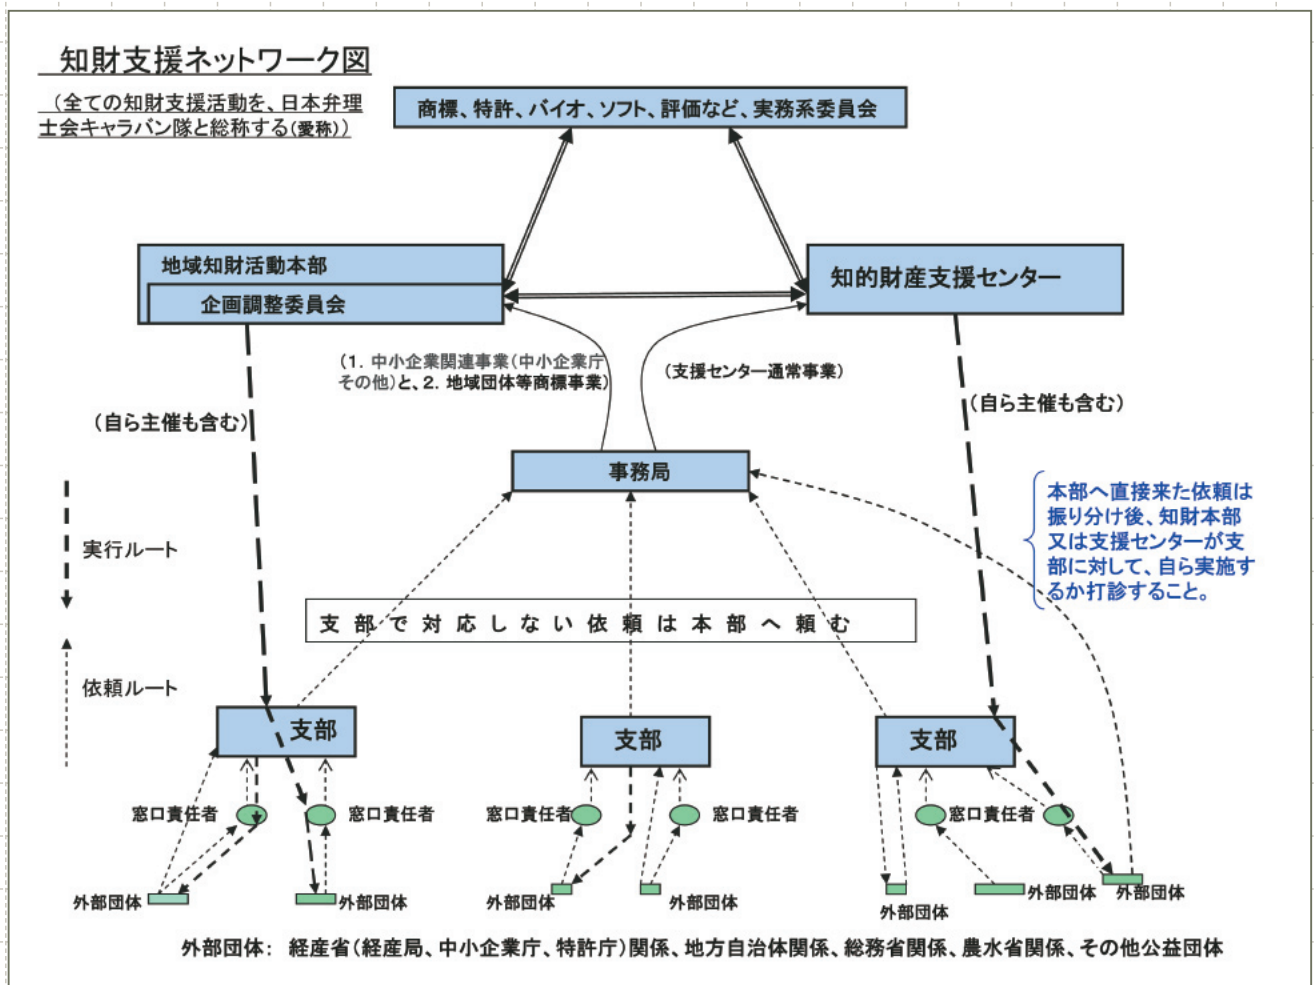 知財支援ネットワーク図
（全ての知財支援活動を、日本弁理
士会キャラバン隊と総称する(愛称)）
商標、特許、バイオ、ソフト、評価など、実務系委員会
地域知財活動本部
企画調整委員会
知的財産支援センター
（１．中小企業関連事業（中小企業庁
その他）と、２．地域団体等商標事業）
（支援センター通常事業）
（自ら主催も含む）
（自ら主催も含む）
事務局
本部へ直接来た依頼は
振り分け後、知財本部
又は支援センターが支
部に対して、自ら実施す
るか打診すること。
実行ルート
依頼ルート
支部で対応しない依頼は本部へ頼む
支部
支部
支部
窓口責任者
窓口責任者
窓口責任者
窓口責任者
窓口責任者
外部団体
外部団体
外部団体
外部団体
外部団体
外部団体
外部団体
外部団体： 経産省（経産局、中小企業庁、特許庁）関係、地方自治体関係、総務省関係、農水省関係、その他公益団体